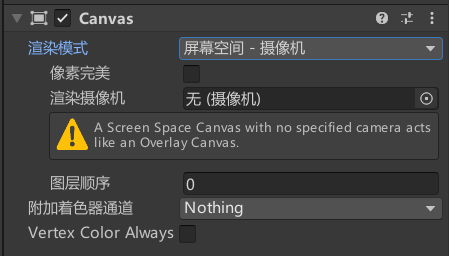 Canvas
渲染模式 屏幕空间 - 摄像机
像素完美
渲染摄像机 无 (摄像机)
A Screen Space Canvas with no specified camera acts
like an Overlay Canvas.
图层顺序 0
附加着色器通道 Nothing
Vertex Color Always